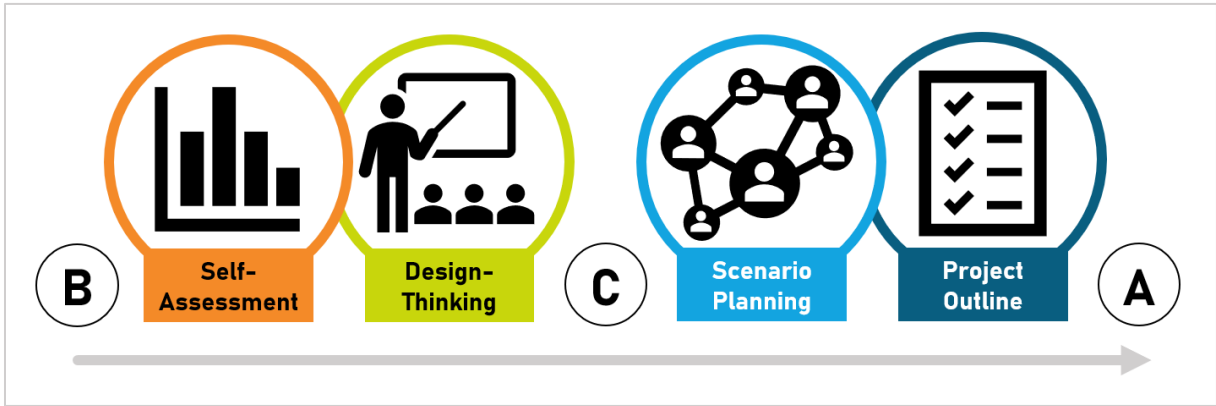 B
Self-
Assessment
Design-
Thinking
C
Scenario
Planning
Project
Outline
A